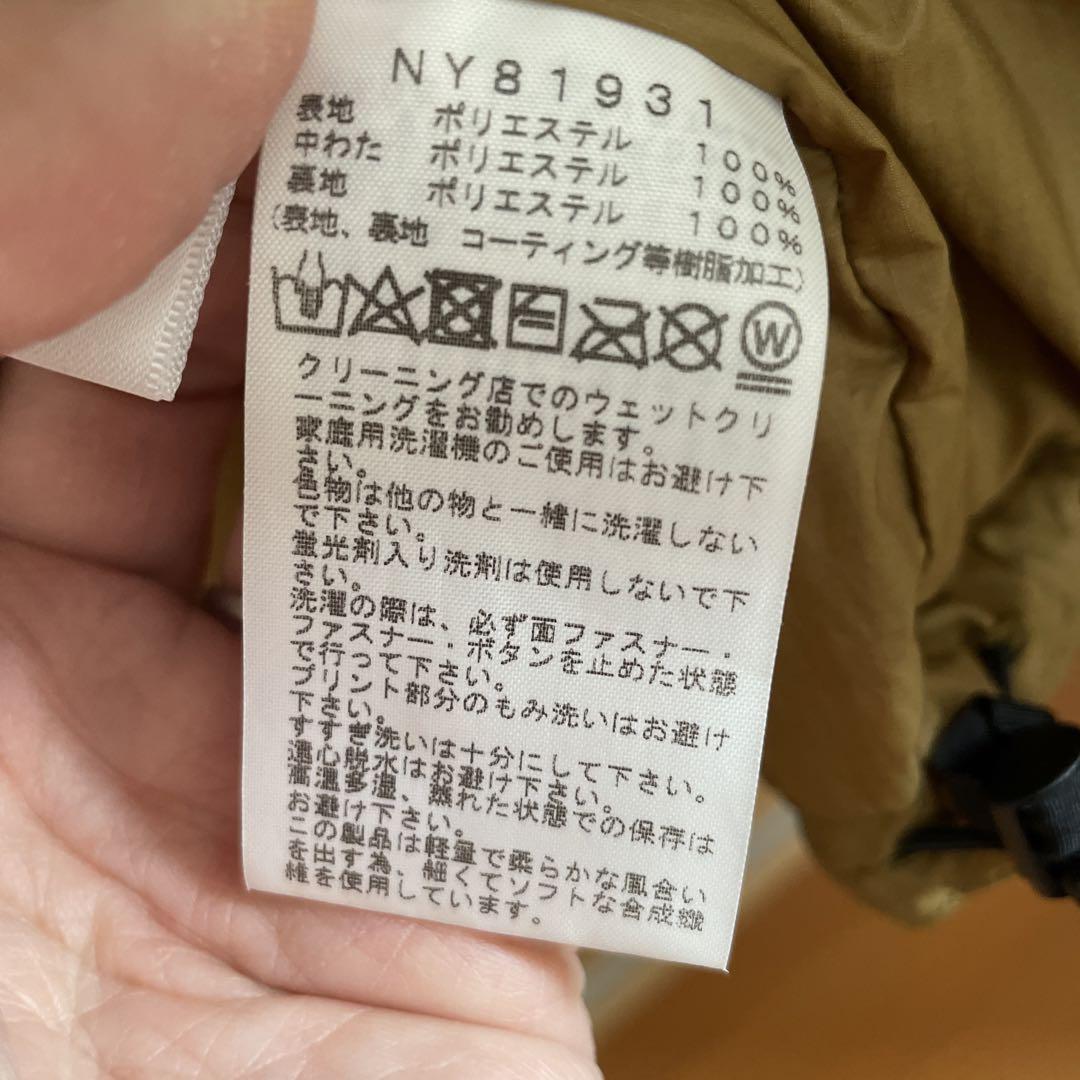 NY81931
表地 ポリエステル 100%
中わた ポリエステル 100%
裏地 ポリエステル 100%
(表地、裏地 コーティング等樹脂加工)
W
クリーニング店でのウェットクリ
ーニングをお勧めします。
家庭用洗濯機のご使用はお避け下
さい。
色物は他の物と一緒に洗濯しない
で下さい。
蛍光剤入り洗剤は使用しないで下
さい。
洗濯の際は、必ず面ファスナー．
ファスナー．ボタンを止めた状態
で行って下さい。
プリント部分のもみ洗いはお避け
下さい。
すすぎ洗いは十分にして下さい。
遠心脱水はお避け下さい。
高温多湿、蒸れた状態での保存は
お避け下さい。
この製品は軽量で柔らかな風合い
を出す為、細くてソフトな合成繊
維を使用しています。